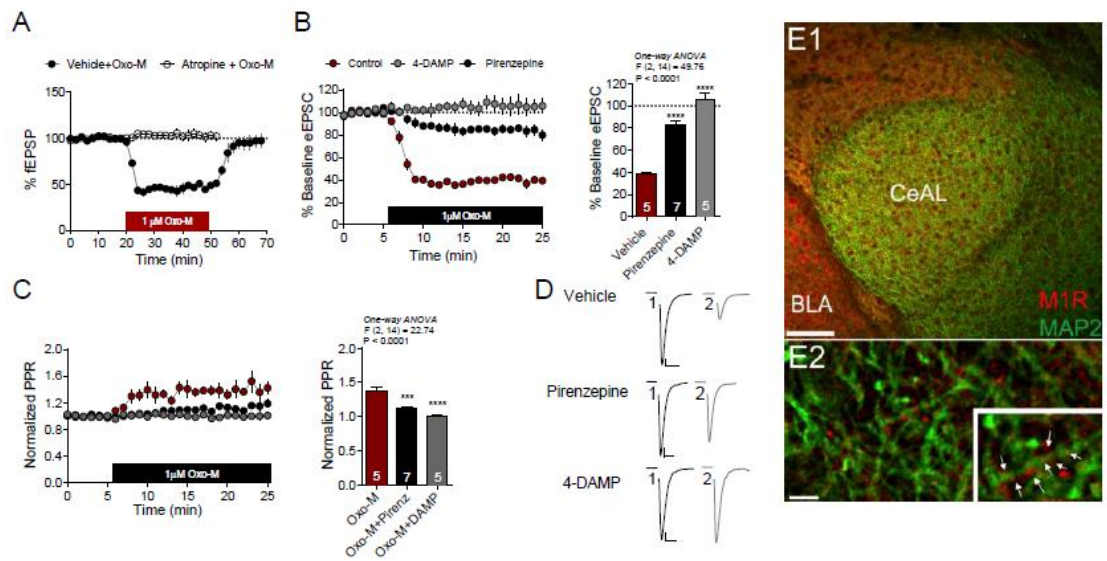 A
Vehicle+Oxo-M Atropine + Oxo-M
% fEPSP
150
100
50
0
1 μM Oxo-M
0 10 20 30 40 50 60 70
Time (min)
B
Control 4-DAMP Pirenzepine
% Baseline eEPSC
120
100
80
60
40
20
0
1μM Oxo-M
0 5 10 15 20 25
Time (min)
One-way ANOVA
F (2, 14) = 49.76
P < 0.0001
% Baseline eEPSC
120
100
80
60
40
20
0
****
****
5 7 5
Vehicle
Pirenzepine
4-DAMP
C
Normalized PPR
2.0
1.6
1.2
0.8
0.4
0.0
1μM Oxo-M
0 5 10 15 20 25
Time (min)
One-way ANOVA
F (2, 14) = 22.74
P < 0.0001
Normalized PPR
2.0
1.5
1.0
0.5
0.0
***
****
5 7 5
Oxo-M
Oxo-M+Pirenz
Oxo-M+DAMP
D
Vehicle
1 2
Pirenzepine
1 2
4-DAMP
1 2
E1
CeAL
BLA
M1R
MAP2
E2